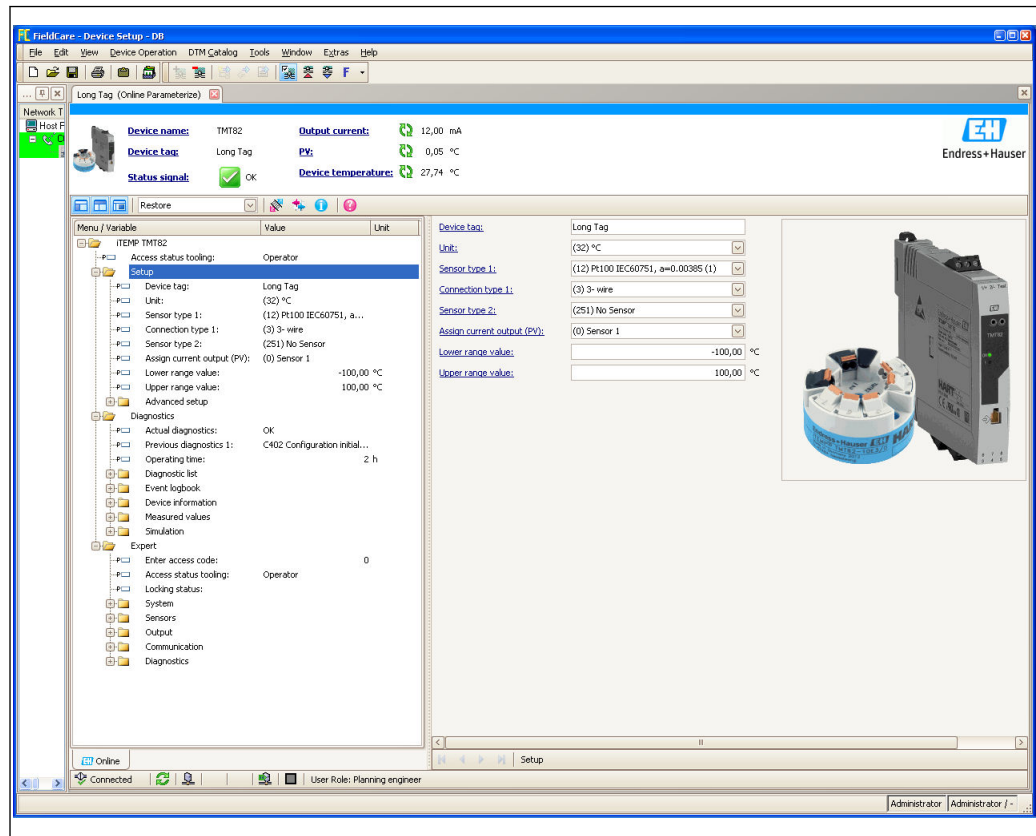 FieldCare - Device Setup - DB
File Edit View Device Operation DTM Catalog Tools Window Extras Help
F
...
Long Tag (Online Parameterize)
Network T
Host F
D
Device name: TMT82 Output current: 12,00 mA
Device tag: Long Tag PV: 0,05 °C
Status signal: OK Device temperature: 27,74 °C
EH
Endress+Hauser
Restore
Menu / Variable Value Unit
iTEMP TMT82
Access status tooling: Operator
Setup
Device tag: Long Tag
Unit: (32) °C
Sensor type 1: (12) Pt100 IEC60751, a...
Connection type 1: (3) 3- wire
Sensor type 2: (251) No Sensor
Assign current output (PV): (0) Sensor 1
Lower range value: -100,00 °C
Upper range value: 100,00 °C
Advanced setup
Diagnostics
Actual diagnostics: OK
Previous diagnostics 1: C402 Configuration initial...
Operating time: 2 h
Diagnostic list
Event logbook
Device information
Measured values
Simulation
Expert
Enter access code: 0
Access status tooling: Operator
Locking status:
System
Sensors
Output
Communication
Diagnostics
Device tag: Long Tag
Unit: (32) °C
Sensor type 1: (12) Pt100 IEC60751, a=0.00385 (1)
Connection type 1: (3) 3- wire
Sensor type 2: (251) No Sensor
Assign current output (PV): (0) Sensor 1
Lower range value: -100,00 °C
Upper range value: 100,00 °C
TMT82
HART
Endress+Hauser EH
HART
Online
Setup
Connected User Role: Planning engineer
Administrator Administrator / -